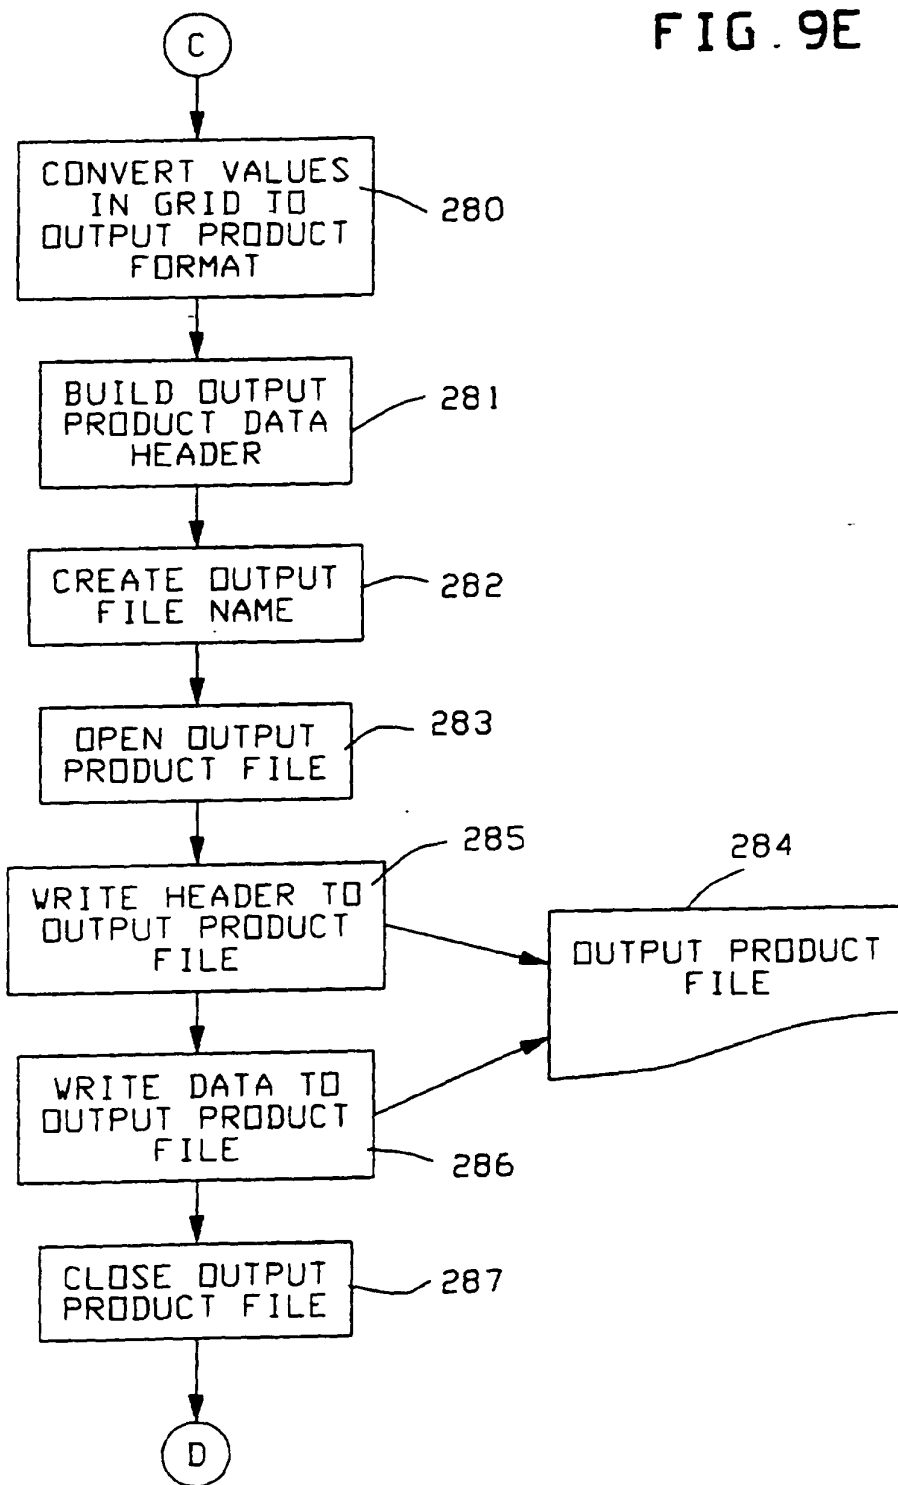 FIG. 9E
C
CONVERT VALUES
IN GRID TO
OUTPUT PRODUCT
FORMAT
280
BUILD OUTPUT
PRODUCT DATA
HEADER
281
CREATE OUTPUT
FILE NAME
282
OPEN OUTPUT
PRODUCT FILE
283
WRITE HEADER TO
OUTPUT PRODUCT
FILE
285
284
OUTPUT PRODUCT
FILE
WRITE DATA TO
OUTPUT PRODUCT
FILE
286
CLOSE OUTPUT
PRODUCT FILE
287
D